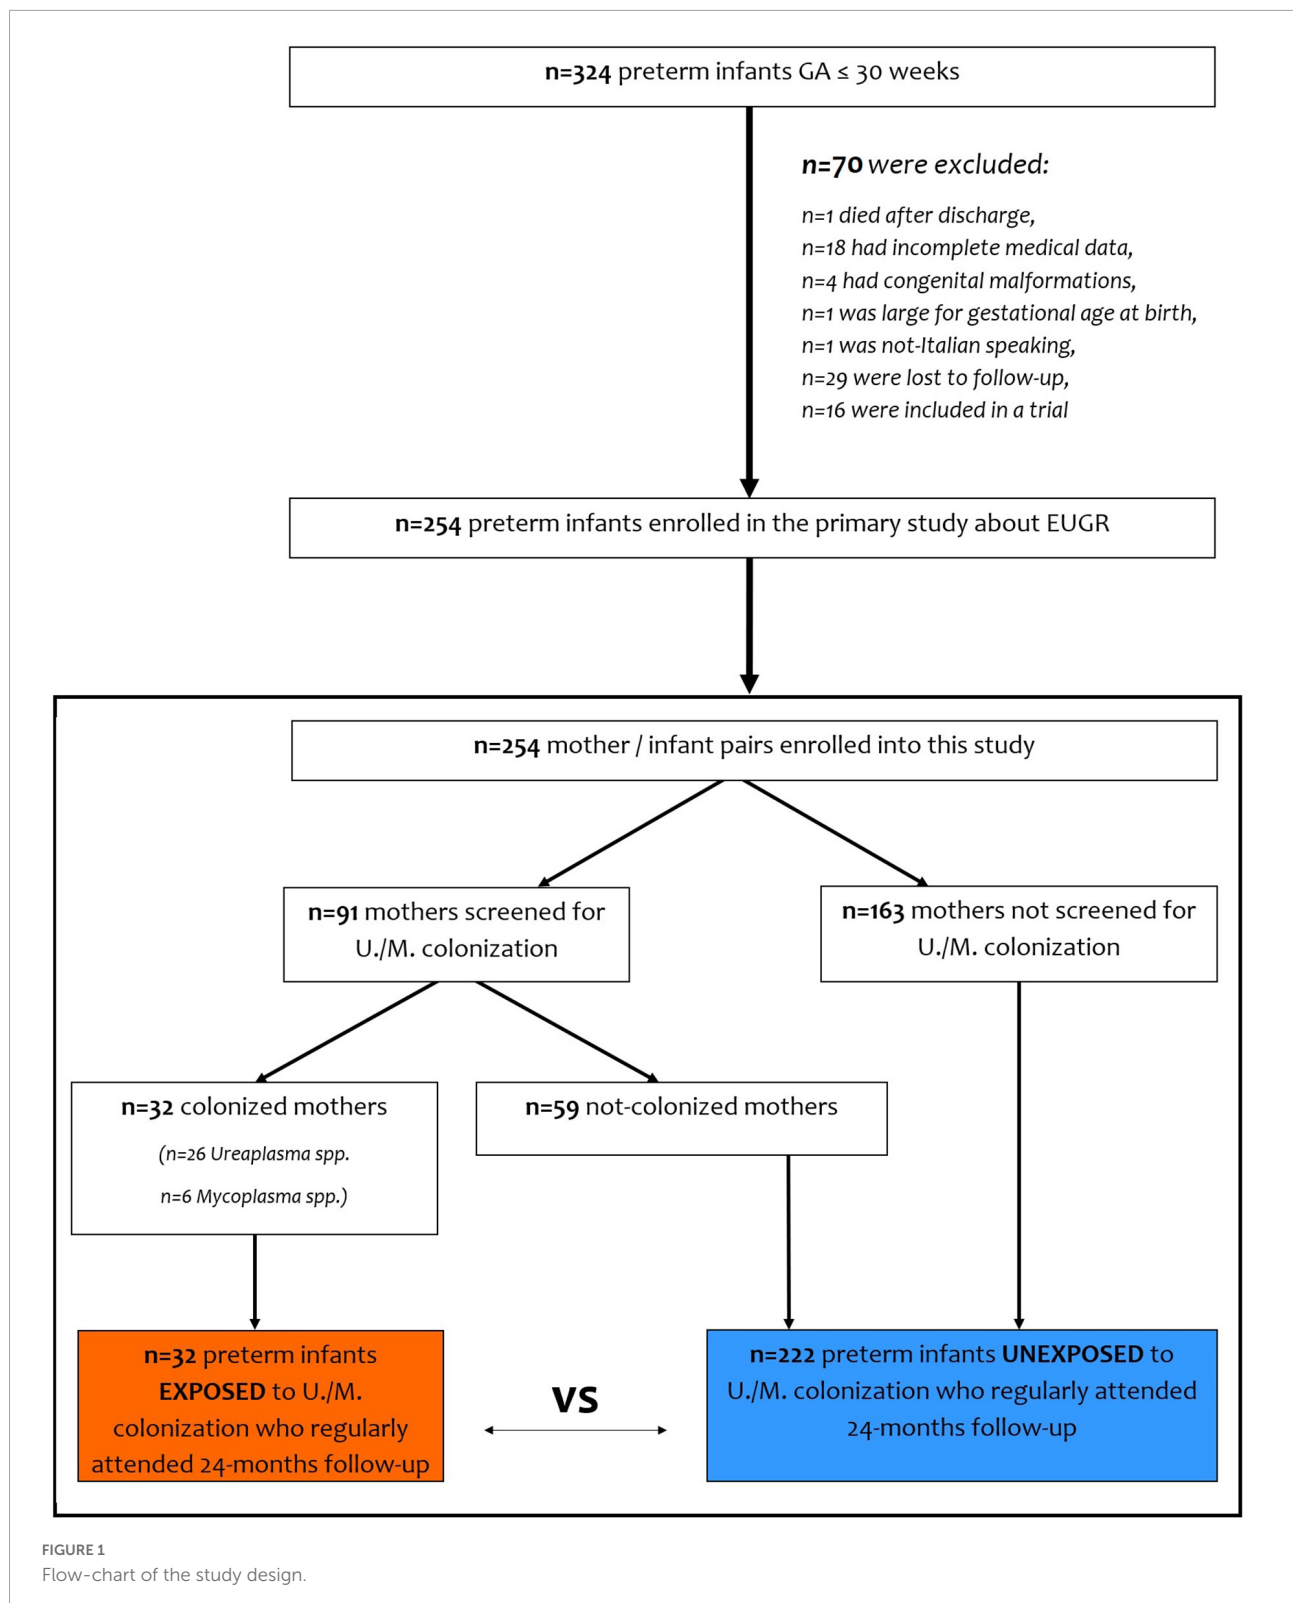 n=324 preterm infants GA ≤ 30 weeks
n=70 were excluded:
n=1 died after discharge,
n=18 had incomplete medical data,
n=4 had congenital malformations,
n=1 was large for gestational age at birth,
n=1 was not-Italian speaking,
n=29 were lost to follow-up,
n=16 were included in a trial
n=254 preterm infants enrolled in the primary study about EUGR
n=254 mother / infant pairs enrolled into this study
n=91 mothers screened for
U./M. colonization
n=163 mothers not screened for
U./M. colonization
n=32 colonized mothers
(n=26 Ureaplasma spp.
n=6 Mycoplasma spp.)
n=59 not-colonized mothers
n=32 preterm infants
EXPOSED to U./M.
colonization who regularly
attended 24-months follow-up
vs
n=222 preterm infants UNEXPOSED to
U./M. colonization who regularly attended
24-months follow-up
FIGURE 1
Flow-chart of the study design.